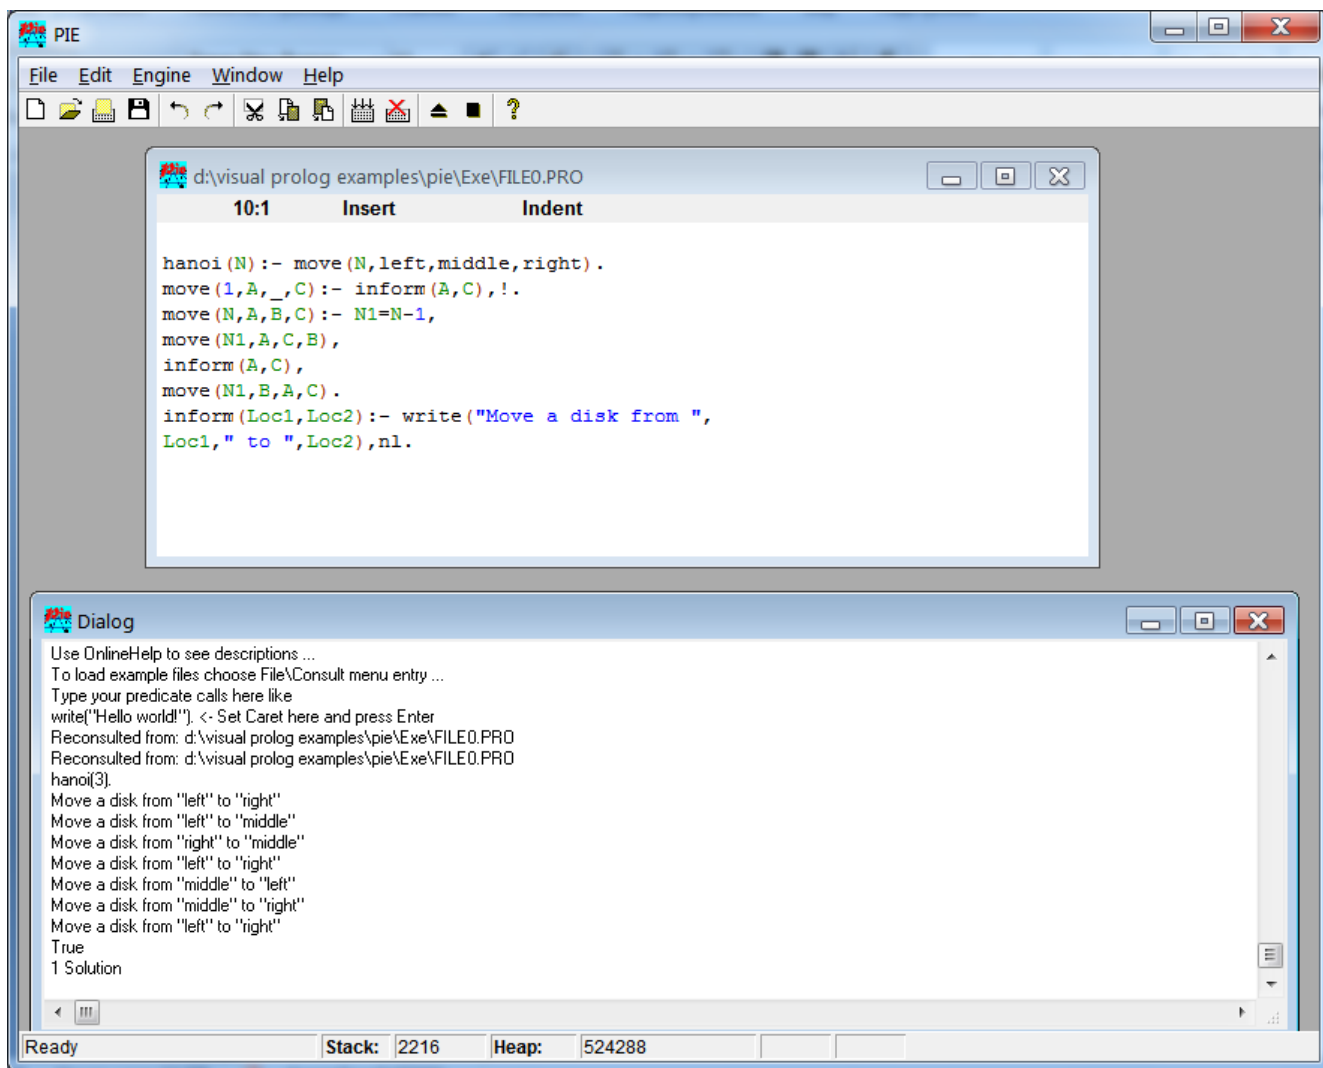 PIE
File Edit Engine Window Help
d:\visual prolog examples\pie\Exe\FILE0.PRO
10:1 Insert Indent
hanoi(N):- move(N,left,middle,right).
move(1,A,_,C):- inform(A,C),!.
move(N,A,B,C):- N1=N-1,
move(N1,A,C,B),
inform(A,C),
move(N1,B,A,C).
inform(Loc1,Loc2):- write("Move a disk from ",
Loc1," to ",Loc2),nl.
Dialog
Use OnlineHelp to see descriptions ...
To load example files choose File\Consult menu entry ...
Type your predicate calls here like
write("Hello world!"). <- Set Caret here and press Enter
Reconsulted from: d:\visual prolog examples\pie\Exe\FILE0.PRO
Reconsulted from: d:\visual prolog examples\pie\Exe\FILE0.PRO
hanoi(3).
Move a disk from "left" to "right"
Move a disk from "left" to "middle"
Move a disk from "right" to "middle"
Move a disk from "left" to "right"
Move a disk from "middle" to "left"
Move a disk from "middle" to "right"
Move a disk from "left" to "right"
True
1 Solution
Ready Stack: 2216 Heap: 524288